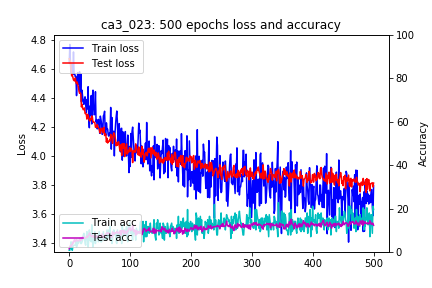 ca3_023: 500 epochs loss and accuracy
4.8
4.6
4.4
4.2
4.0
3.8
3.6
3.4
Loss
Train loss
Test loss
Train acc
Test acc
0
100
200
300
400
500
100
80
60
40
20
0
Accuracy